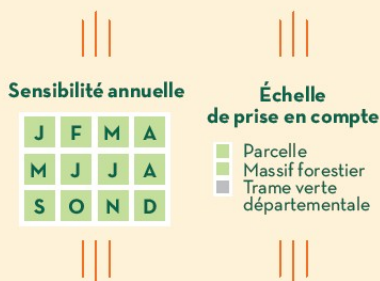 Sensibilité annuelle
J F M A
M J J A
S O N D
Échelle
de prise en compte
Parcelle
Massif forestier
Trame verte
départementale